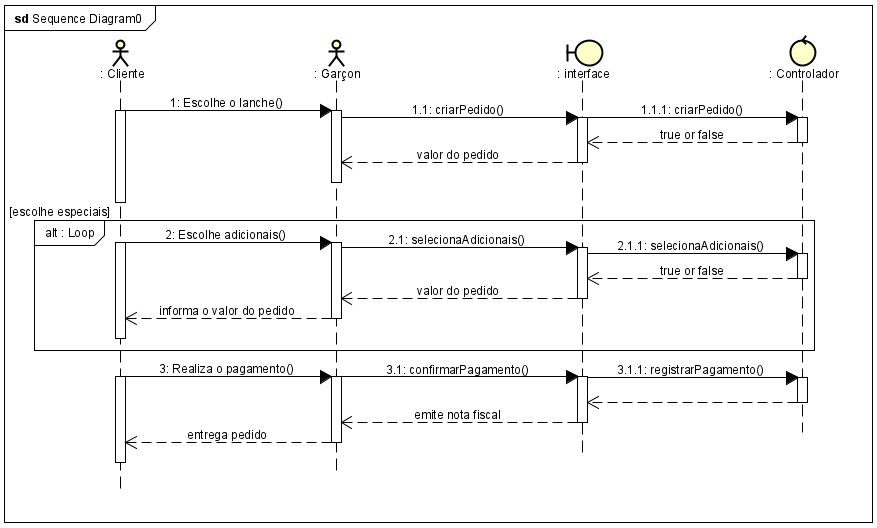 sd Sequence Diagram0
: Cliente
: Garçon
: interface
: Controlador
1: Escolhe o lanche()
1.1: criarPedido()
1.1.1: criarPedido()
true or false
valor do pedido
[escolhe especiais]
alt : Loop
2: Escolhe adicionais()
2.1: selecionaAdicionais()
2.1.1: selecionaAdicionais()
true or false
valor do pedido
informa o valor do pedido
3: Realiza o pagamento()
3.1: confirmarPagamento()
3.1.1: registrarPagamento()
emite nota fiscal
entrega pedido